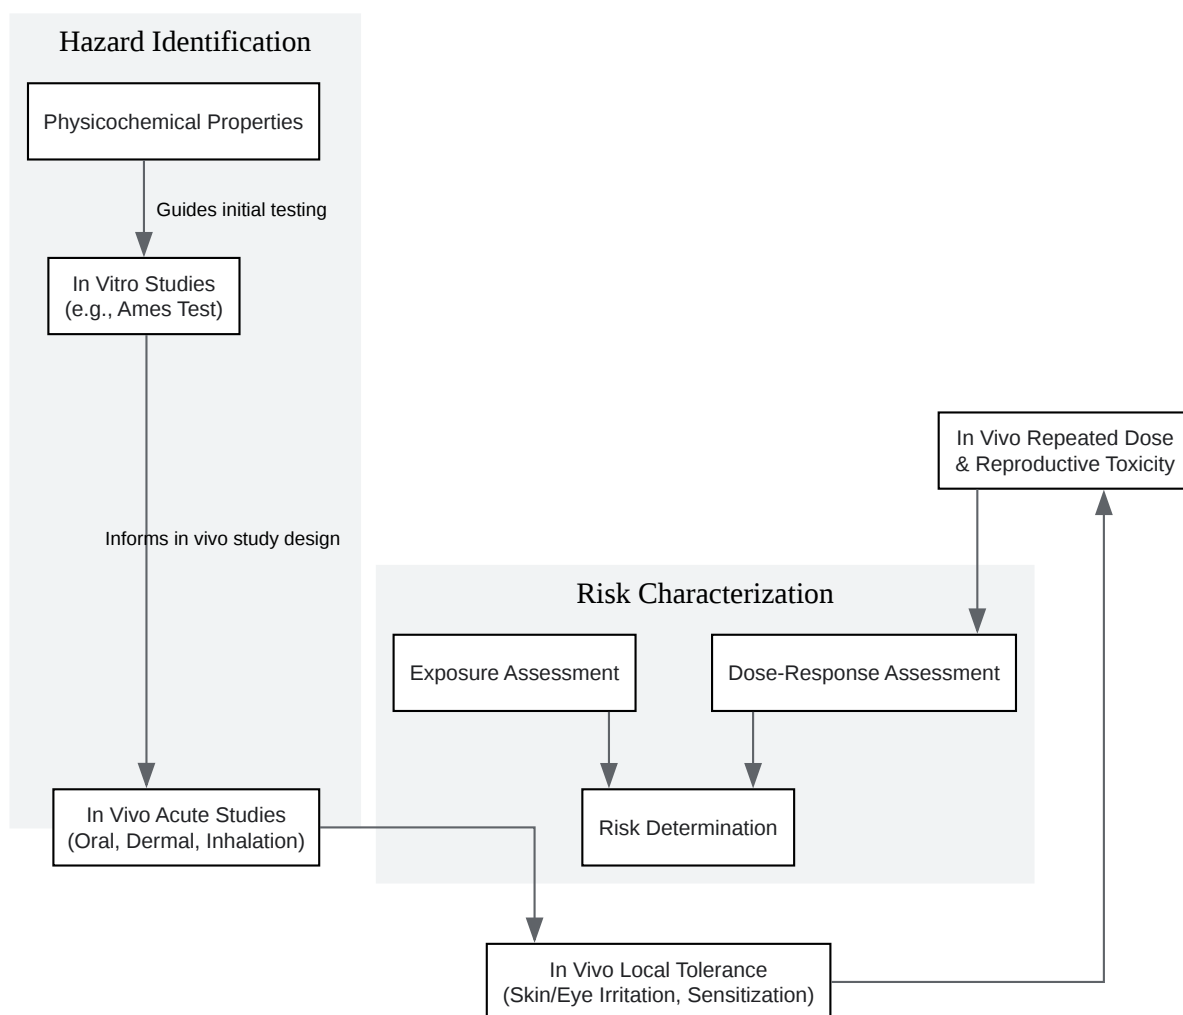 Hazard Identification
Physicochemical Properties
Guides initial testing
In Vitro Studies
(e.g., Ames Test)
Informs in vivo study design
In Vivo Acute Studies
(Oral, Dermal, Inhalation)
In Vivo Repeated Dose
& Reproductive Toxicity
Risk Characterization
Exposure Assessment
Dose-Response Assessment
Risk Determination
In Vivo Local Tolerance
(Skin/Eye Irritation, Sensitization)